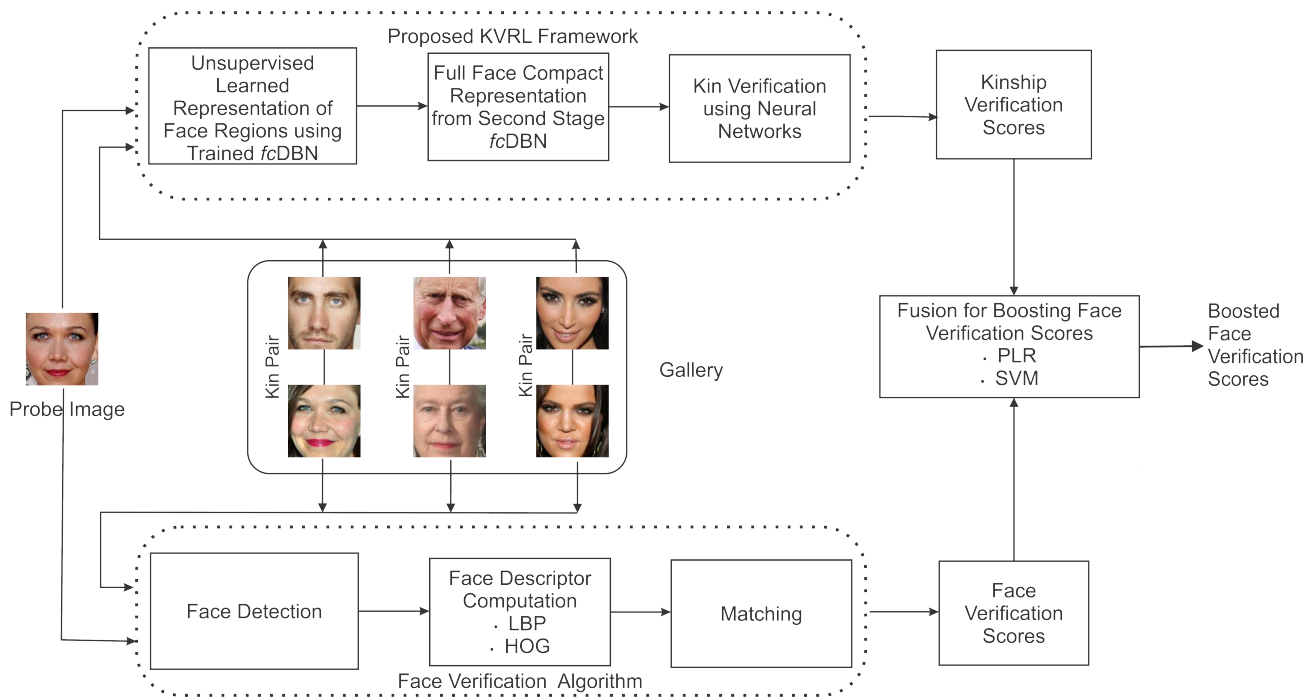 Proposed KVRL Framework
Unsupervised
Learned
Representation of
Face Regions using
Trained fcDBN
Full Face Compact
Representation
from Second Stage
fcDBN
Kin Verification
using Neural
Networks
Kinship
Verification
Scores
Kin Pair
Kin Pair
Kin Pair
Gallery
Probe Image
Fusion for Boosting Face
Verification Scores
· PLR
· SVM
Boosted
Face
Verification
Scores
Face Detection
Face Descriptor
Computation
· LBP
· HOG
Matching
Face
Verification
Scores
Face Verification Algorithm